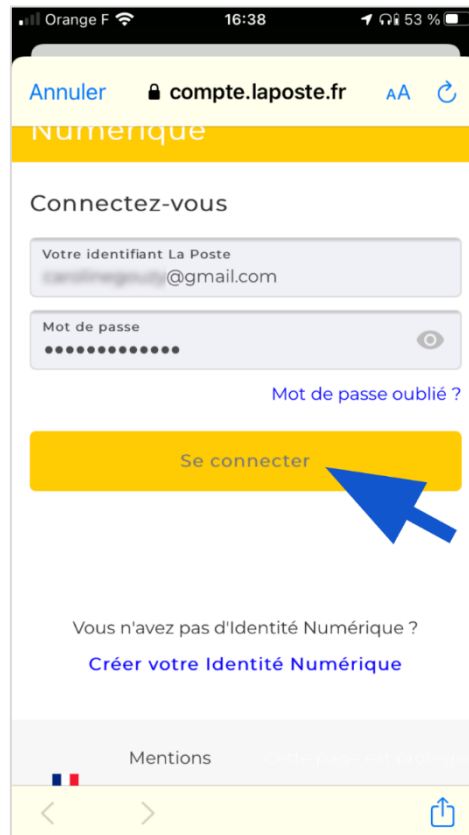 Orange F 16:38 53 %
Annuler compte.laposte.fr AA
Numérique
Connectez-vous
Votre identifiant La Poste
@gmail.com
Mot de passe
Mot de passe oublié ?
Se connecter
Vous n'avez pas d'Identité Numérique ?
Créer votre Identité Numérique
Mentions